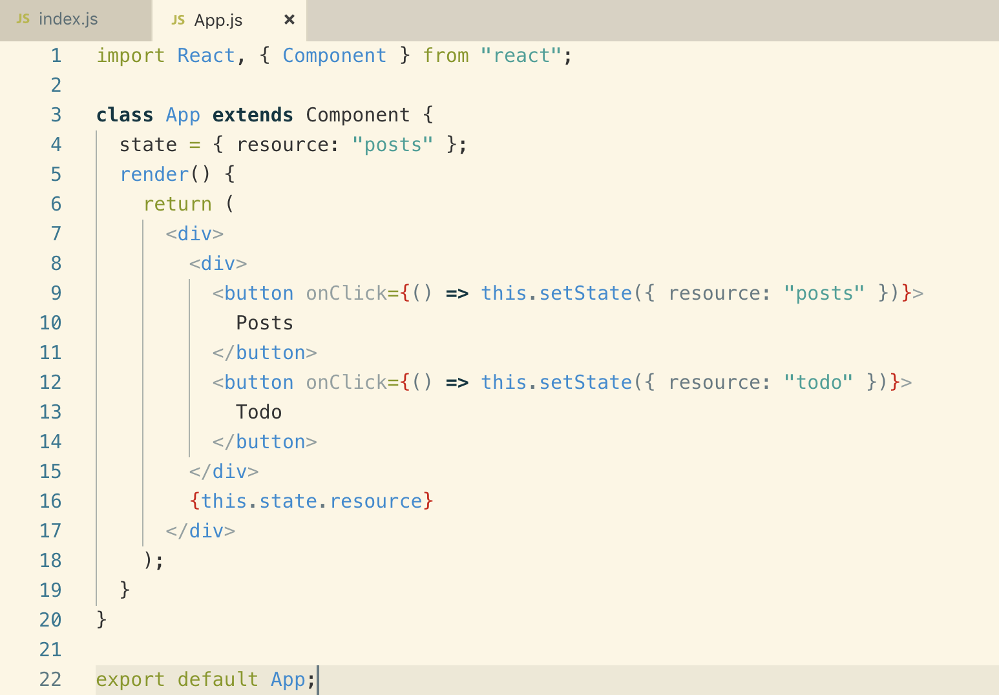 JS index.js JS App.js ×
1 import React, { Component } from "react";
2
3 class App extends Component {
4   state = { resource: "posts" };
5   render() {
6     return (
7       <div>
8         <div>
9           <button onClick={() => this.setState({ resource: "posts" })}>
10             Posts
11           </button>
12           <button onClick={() => this.setState({ resource: "todo" })}>
13             Todo
14           </button>
15         </div>
16         {this.state.resource}
17       </div>
18     );
19   }
20 }
21
22 export default App;